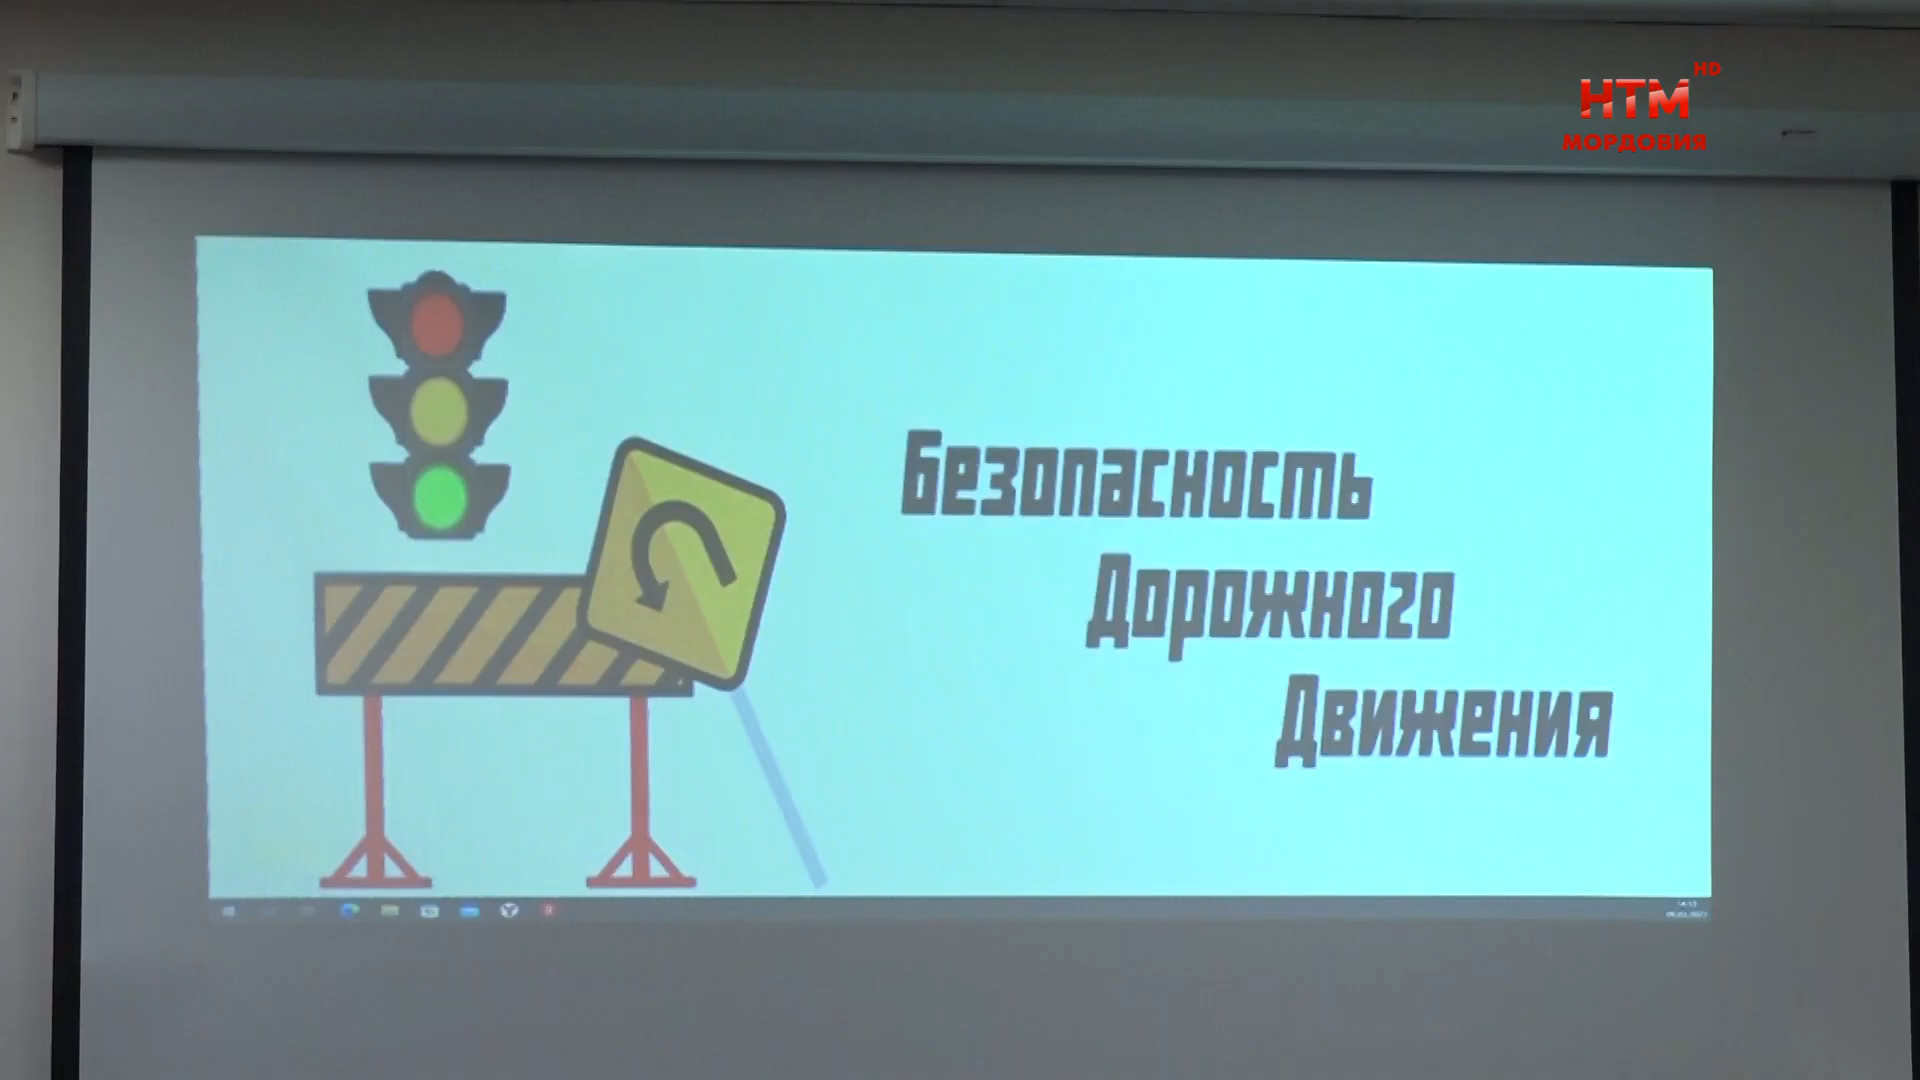 HD
НТМ
МОРДОВИЯ
Безопасность
Дорожного
Движения